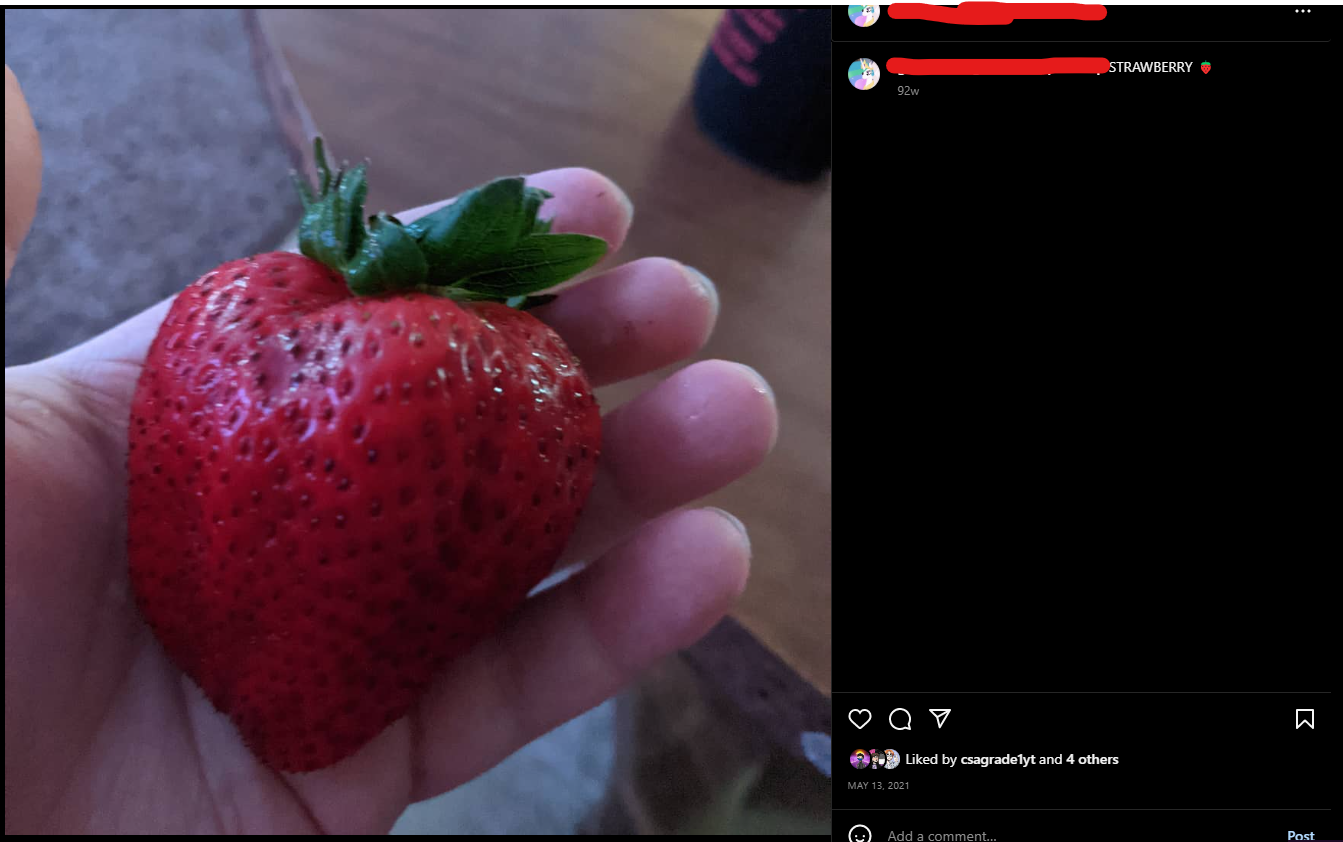 STRAWBERRY
92w
Liked by csagrade1yt and 4 others
MAY 13, 2021
Add a comment...
Post